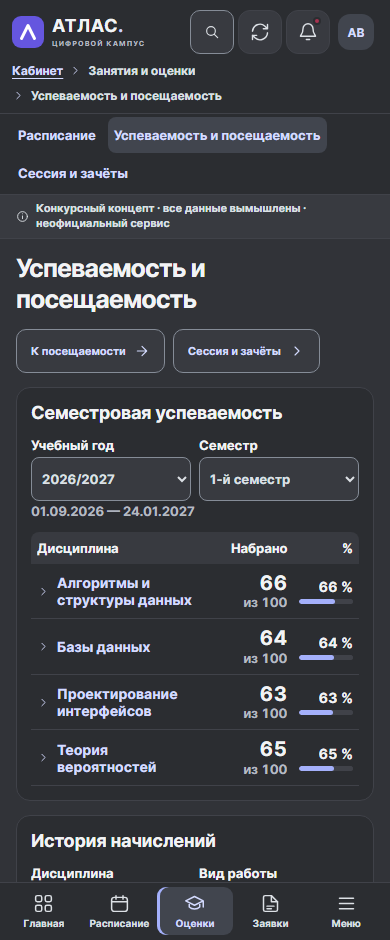 АТЛАС.
ЦИФРОВОЙ КАМПУС
АВ
Кабинет > Занятия и оценки
> Успеваемость и посещаемость
Расписание Успеваемость и посещаемость
Сессия и зачёты
Конкурсный концепт · все данные вымышлены ·
неофициальный сервис
Успеваемость и
посещаемость
К посещаемости → Сессия и зачёты >
Семестровая успеваемость
Учебный год Семестр
2026/2027 1-й семестр
01.09.2026 — 24.01.2027
Дисциплина Набрано %
Алгоритмы и
структуры данных
66
из 100
66 %
Базы данных
64
из 100
64 %
Проектирование
интерфейсов
63
из 100
63 %
Теория
вероятностей
65
из 100
65 %
История начислений
Дисциплина Вид работы
Главная Расписание Оценки Заявки Меню